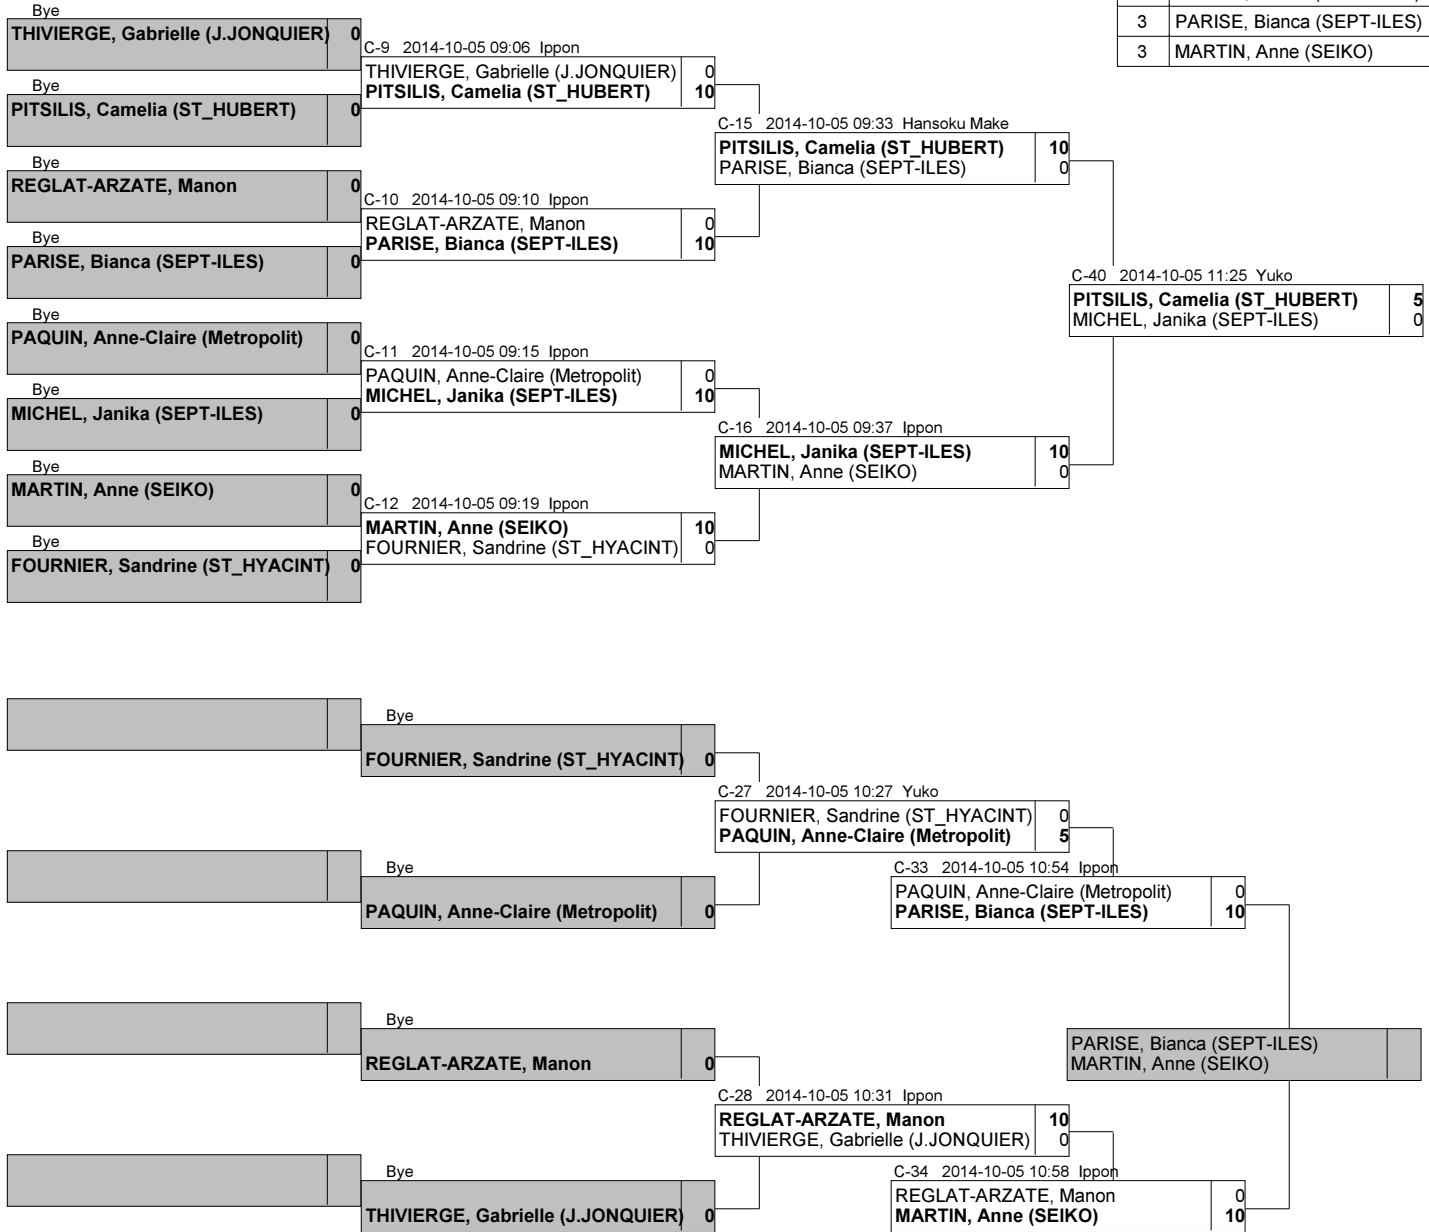 3 PARISE, Bianca (SEPT-ILES)
3 MARTIN, Anne (SEIKO)
Bye
THIVIERGE, Gabrielle (J.JONQUIER) 0
Bye
PITSILIS, Camelia (ST_HUBERT) 0
Bye
REGLAT-ARZATE, Manon 0
Bye
PARISE, Bianca (SEPT-ILES) 0
Bye
PAQUIN, Anne-Claire (Metropolit) 0
Bye
MICHEL, Janika (SEPT-ILES) 0
Bye
MARTIN, Anne (SEIKO) 0
Bye
FOURNIER, Sandrine (ST_HYACINT) 0
C-9 2014-10-05 09:06 Ippon
THIVIERGE, Gabrielle (J.JONQUIER) 0
PITSILIS, Camelia (ST_HUBERT) 10
C-10 2014-10-05 09:10 Ippon
REGLAT-ARZATE, Manon 0
PARISE, Bianca (SEPT-ILES) 10
C-11 2014-10-05 09:15 Ippon
PAQUIN, Anne-Claire (Metropolit) 0
MICHEL, Janika (SEPT-ILES) 10
C-12 2014-10-05 09:19 Ippon
MARTIN, Anne (SEIKO) 10
FOURNIER, Sandrine (ST_HYACINT) 0
C-15 2014-10-05 09:33 Hansoku Make
PITSILIS, Camelia (ST_HUBERT) 10
PARISE, Bianca (SEPT-ILES) 0
C-16 2014-10-05 09:37 Ippon
MICHEL, Janika (SEPT-ILES) 10
MARTIN, Anne (SEIKO) 0
C-40 2014-10-05 11:25 Yuko
PITSILIS, Camelia (ST_HUBERT) 5
MICHEL, Janika (SEPT-ILES) 0
Bye
FOURNIER, Sandrine (ST_HYACINT) 0
Bye
PAQUIN, Anne-Claire (Metropolit) 0
Bye
REGLAT-ARZATE, Manon 0
Bye
THIVIERGE, Gabrielle (J.JONQUIER) 0
C-27 2014-10-05 10:27 Yuko
FOURNIER, Sandrine (ST_HYACINT) 0
PAQUIN, Anne-Claire (Metropolit) 5
C-28 2014-10-05 10:31 Ippon
REGLAT-ARZATE, Manon 10
THIVIERGE, Gabrielle (J.JONQUIER) 0
C-33 2014-10-05 10:54 Ippon
PAQUIN, Anne-Claire (Metropolit) 0
PARISE, Bianca (SEPT-ILES) 10
C-34 2014-10-05 10:58 Ippon
REGLAT-ARZATE, Manon 0
MARTIN, Anne (SEIKO) 10
PARISE, Bianca (SEPT-ILES)
MARTIN, Anne (SEIKO)